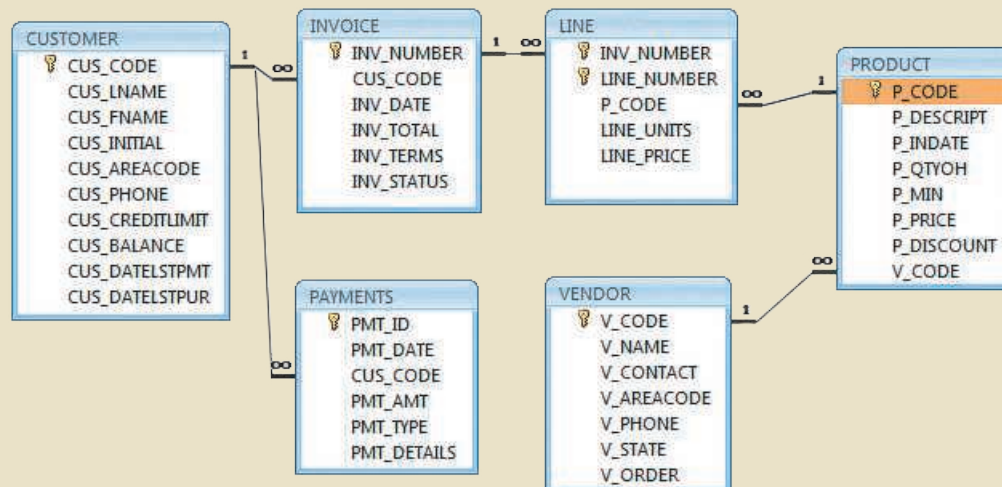 CUSTOMER
CUS_CODE
CUS_LNAME
CUS_FNAME
CUS_INITIAL
CUS_AREACODE
CUS_PHONE
CUS_CREDITLIMIT
CUS_BALANCE
CUS_DATELSTPMT
CUS_DATELSTPUR
1
∞
INVOICE
INV_NUMBER
CUS_CODE
INV_DATE
INV_TOTAL
INV_TERMS
INV_STATUS
1
∞
LINE
INV_NUMBER
LINE_NUMBER
P_CODE
LINE_UNITS
LINE_PRICE
∞
1
PRODUCT
P_CODE
P_DESCRIPT
P_INDATE
P_QTYOH
P_MIN
P_PRICE
P_DISCOUNT
V_CODE
∞
PAYMENTS
PMT_ID
PMT_DATE
CUS_CODE
PMT_AMT
PMT_TYPE
PMT_DETAILS
∞
VENDOR
V_CODE
V_NAME
V_CONTACT
V_AREACODE
V_PHONE
V_STATE
V_ORDER
1